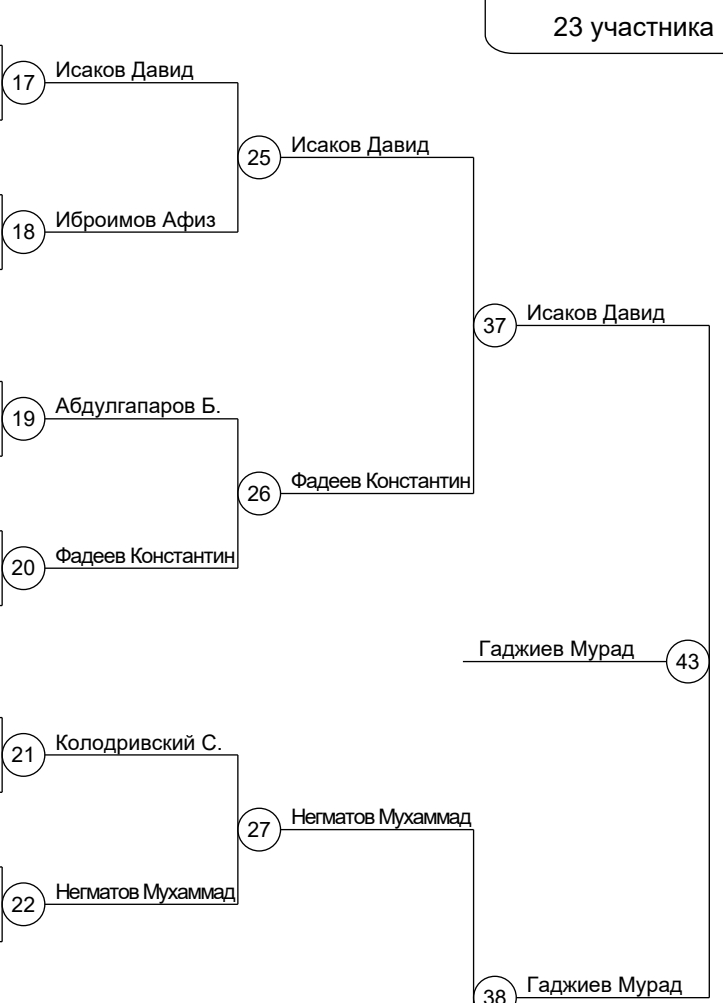 23 участника
17 Исаков Давид
25 Исаков Давид
18 Иброимов Афиз
37 Исаков Давид
19 Абдулгапаров Б.
26 Фадеев Константин
20 Фадеев Константин
Гаджиев Мурад 43
21 Колодривский С.
27 Негматов Мухаммад
22 Негматов Мухаммад
38 Гаджиев Мурад